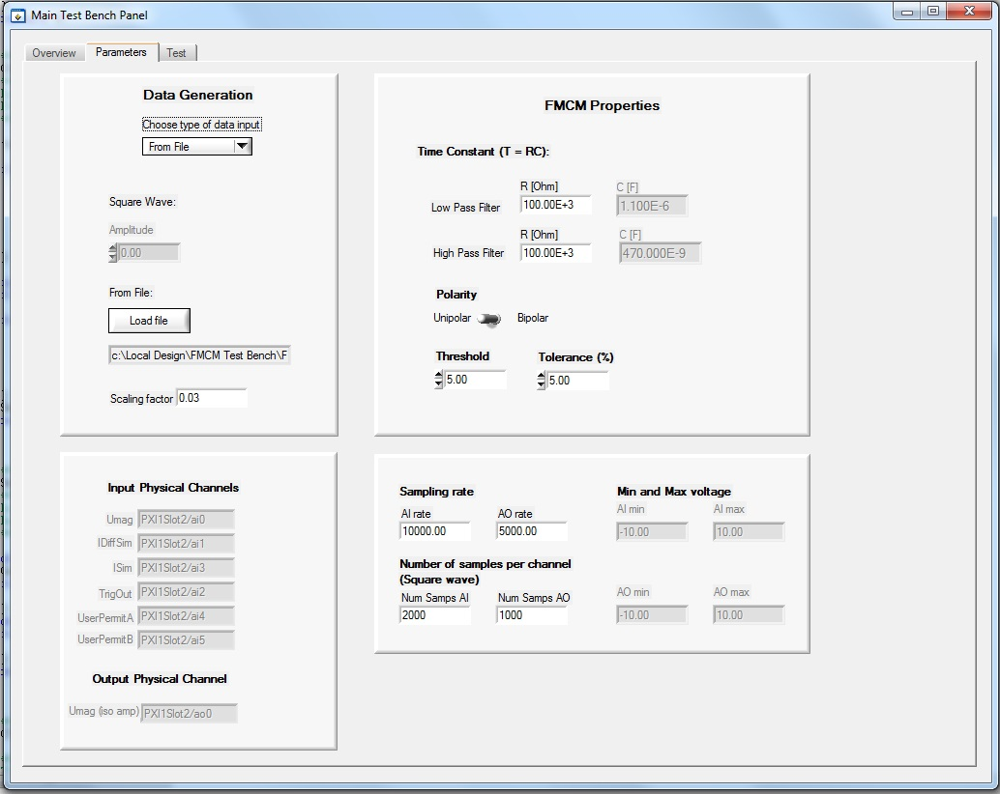 Main Test Bench Panel
Overview
Parameters
Test
Data Generation
Choose type of data input
From File
Square Wave:
Amplitude
0.00
From File:
Load file
c:\Local Design\FMCM Test Bench\F
Scaling factor 0.03
FMCM Properties
Time Constant (T = RC):
R [Ohm] C [F]
Low Pass Filter 100.00E+3 1.100E-6
R [Ohm] C [F]
High Pass Filter 100.00E+3 470.000E-9
Polarity
Unipolar Bipolar
Threshold Tolerance (%)
5.00 5.00
Input Physical Channels
Umag PXI1Slot2/ai0
IDiffSim PXI1Slot2/ai1
ISim PXI1Slot2/ai3
TrigOut PXI1Slot2/ai2
UserPermitA PXI1Slot2/ai4
UserPermitB PXI1Slot2/ai5
Output Physical Channel
Umag (iso amp) PXI1Slot2/ao0
Sampling rate
AI rate AO rate
10000.00 5000.00
Number of samples per channel
(Square wave)
Num Samps AI Num Samps AO
2000 1000
Min and Max voltage
AI min AI max
-10.00 10.00
AO min AO max
-10.00 10.00